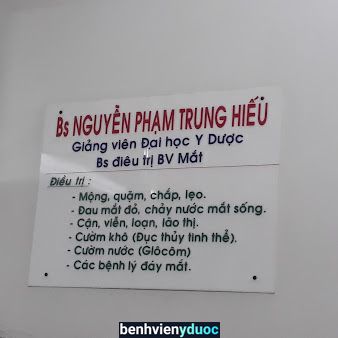 Bs NGUYỄN PHẠM TRUNG HIẾU
Giảng viên Đại học Y Dược
Bs điều trị BV Mắt
Điều trị :
- Mộng, quặm, chắp, lẹo.
- Đau mắt đỏ, chảy nước mắt sống.
- Cận, viễn, loạn, lão thị.
- Cườm khô (Đục thủy tinh thể).
- Cườm nước (Glôcôm)
- Các bệnh lý đáy mắt.
benhvienyduoc